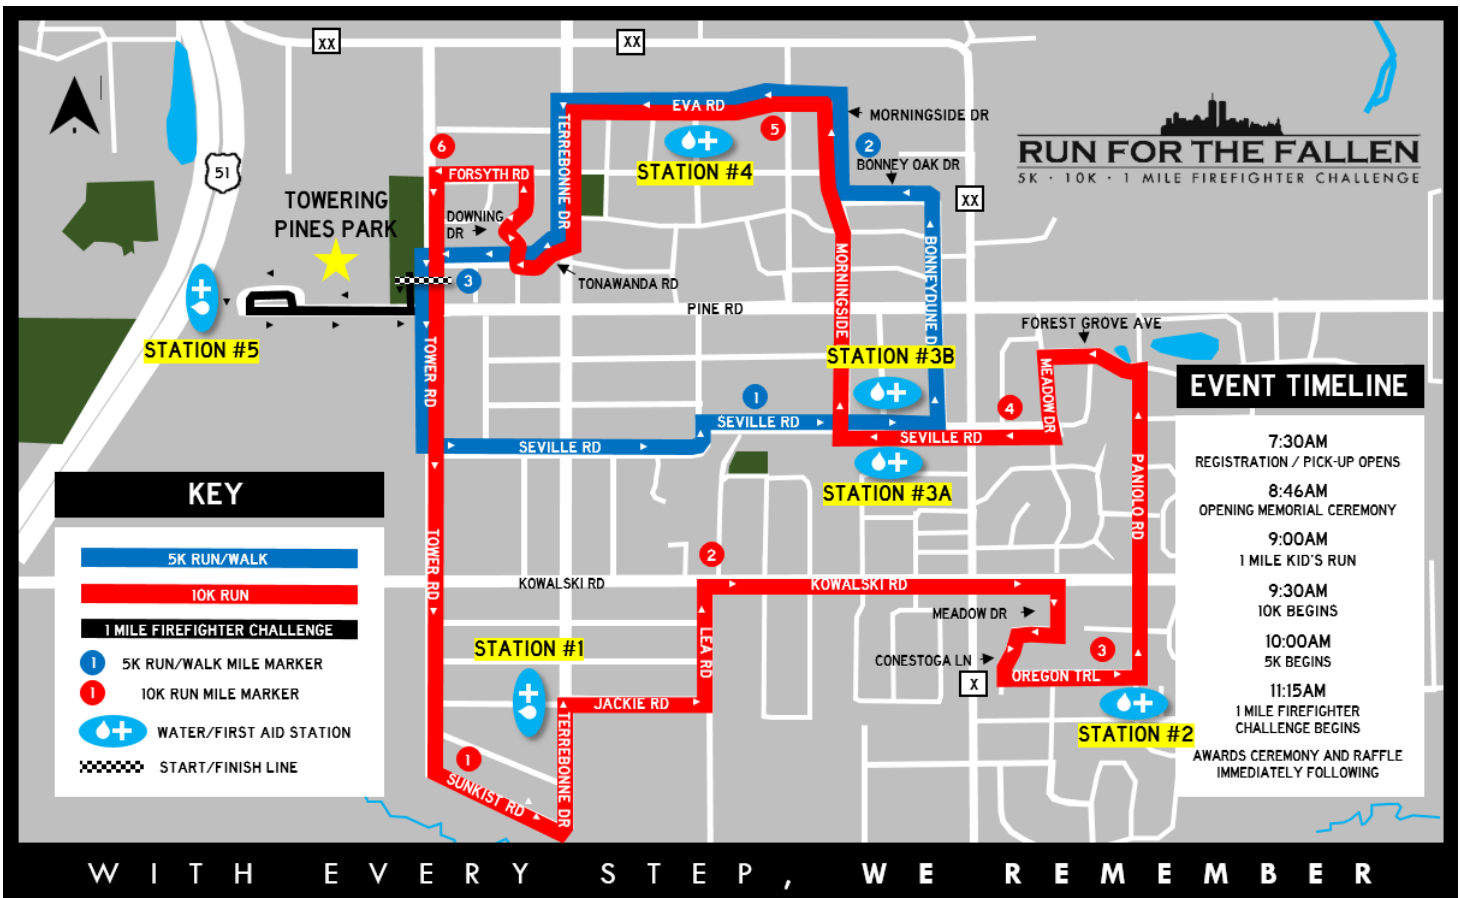 XX
XX
51
RUN FOR THE FALLEN
5K · 10K · 1 MILE FIREFIGHTER CHALLENGE
EVA RD
MORNINGSIDE DR
5
2
STATION #4
BONNEY OAK DR
6
FORSYTH RD
TERREBONNE DR
XX
TOWERING
PINES PARK
DOWNING
DR
BONNEYDUNE D
MORNINGSIDE
TONAWANDA RD
3
PINE RD
FOREST GROVE AVE
STATION #5
TOWER RD
STATION #3B
MEADOW DR
1
4
SEVILLE RD
SEVILLE RD
SEVILLE RD
STATION #3A
PANIOLO RD
TOWER RD
2
KOWALSKI RD
KOWALSKI RD
MEADOW DR
STATION #1
LEA RD
CONESTOGA LN
3
OREGON TRL
X
JACKIE RD
STATION #2
TERREBONNE DR
1
SUNKIST RD
KEY
5K RUN/WALK
10K RUN
1 MILE FIREFIGHTER CHALLENGE
1 5K RUN/WALK MILE MARKER
1 10K RUN MILE MARKER
WATER/FIRST AID STATION
START/FINISH LINE
EVENT TIMELINE
7:30AM
REGISTRATION / PICK-UP OPENS
8:46AM
OPENING MEMORIAL CEREMONY
9:00AM
1 MILE KID'S RUN
9:30AM
10K BEGINS
10:00AM
5K BEGINS
11:15AM
1 MILE FIREFIGHTER
CHALLENGE BEGINS
AWARDS CEREMONY AND RAFFLE
IMMEDIATELY FOLLOWING
WITH EVERY STEP, WE REMEMBER